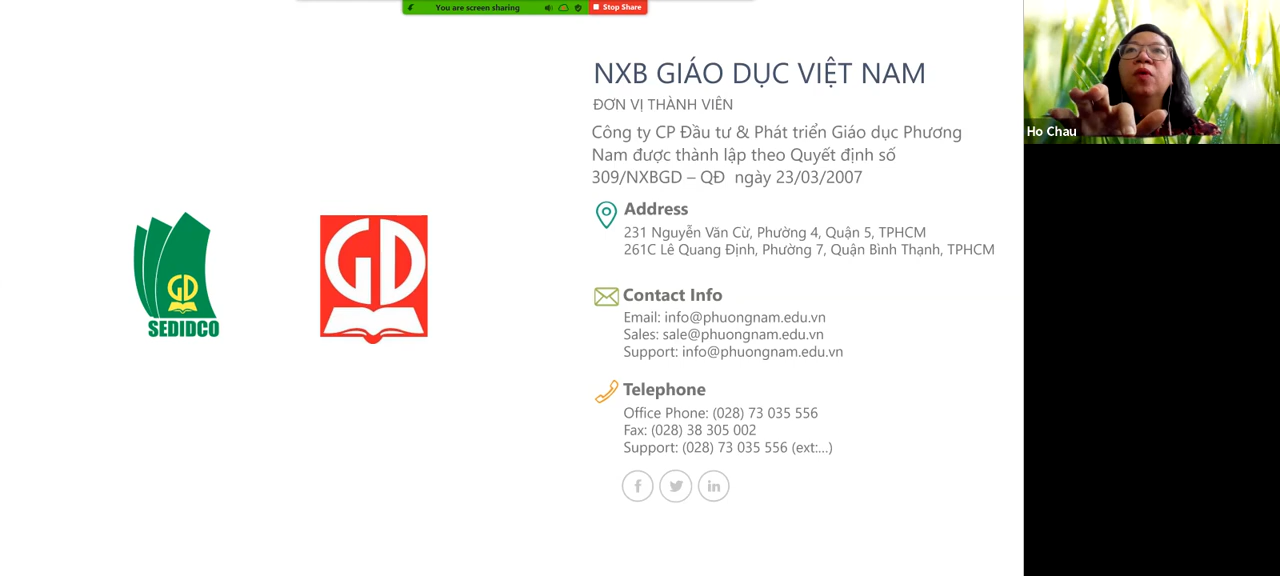 You are screen sharing
Stop Share
NXB GIÁO DỤC VIỆT NAM
ĐƠN VỊ THÀNH VIÊN
Công ty CP Đầu tư & Phát triển Giáo dục Phương
Nam được thành lập theo Quyết định số
309/NXBGD – QĐ ngày 23/03/2007
Address
231 Nguyễn Văn Cừ, Phường 4, Quận 5, TPHCM
261C Lê Quang Định, Phường 7, Quận Bình Thạnh, TPHCM
Contact Info
Email: info@phuongnam.edu.vn
Sales: sale@phuongnam.edu.vn
Support: info@phuongnam.edu.vn
Telephone
Office Phone: (028) 73 035 556
Fax: (028) 38 305 002
Support: (028) 73 035 556 (ext:...)
f
in
GD
SEDIDCO
GD
Ho Chau